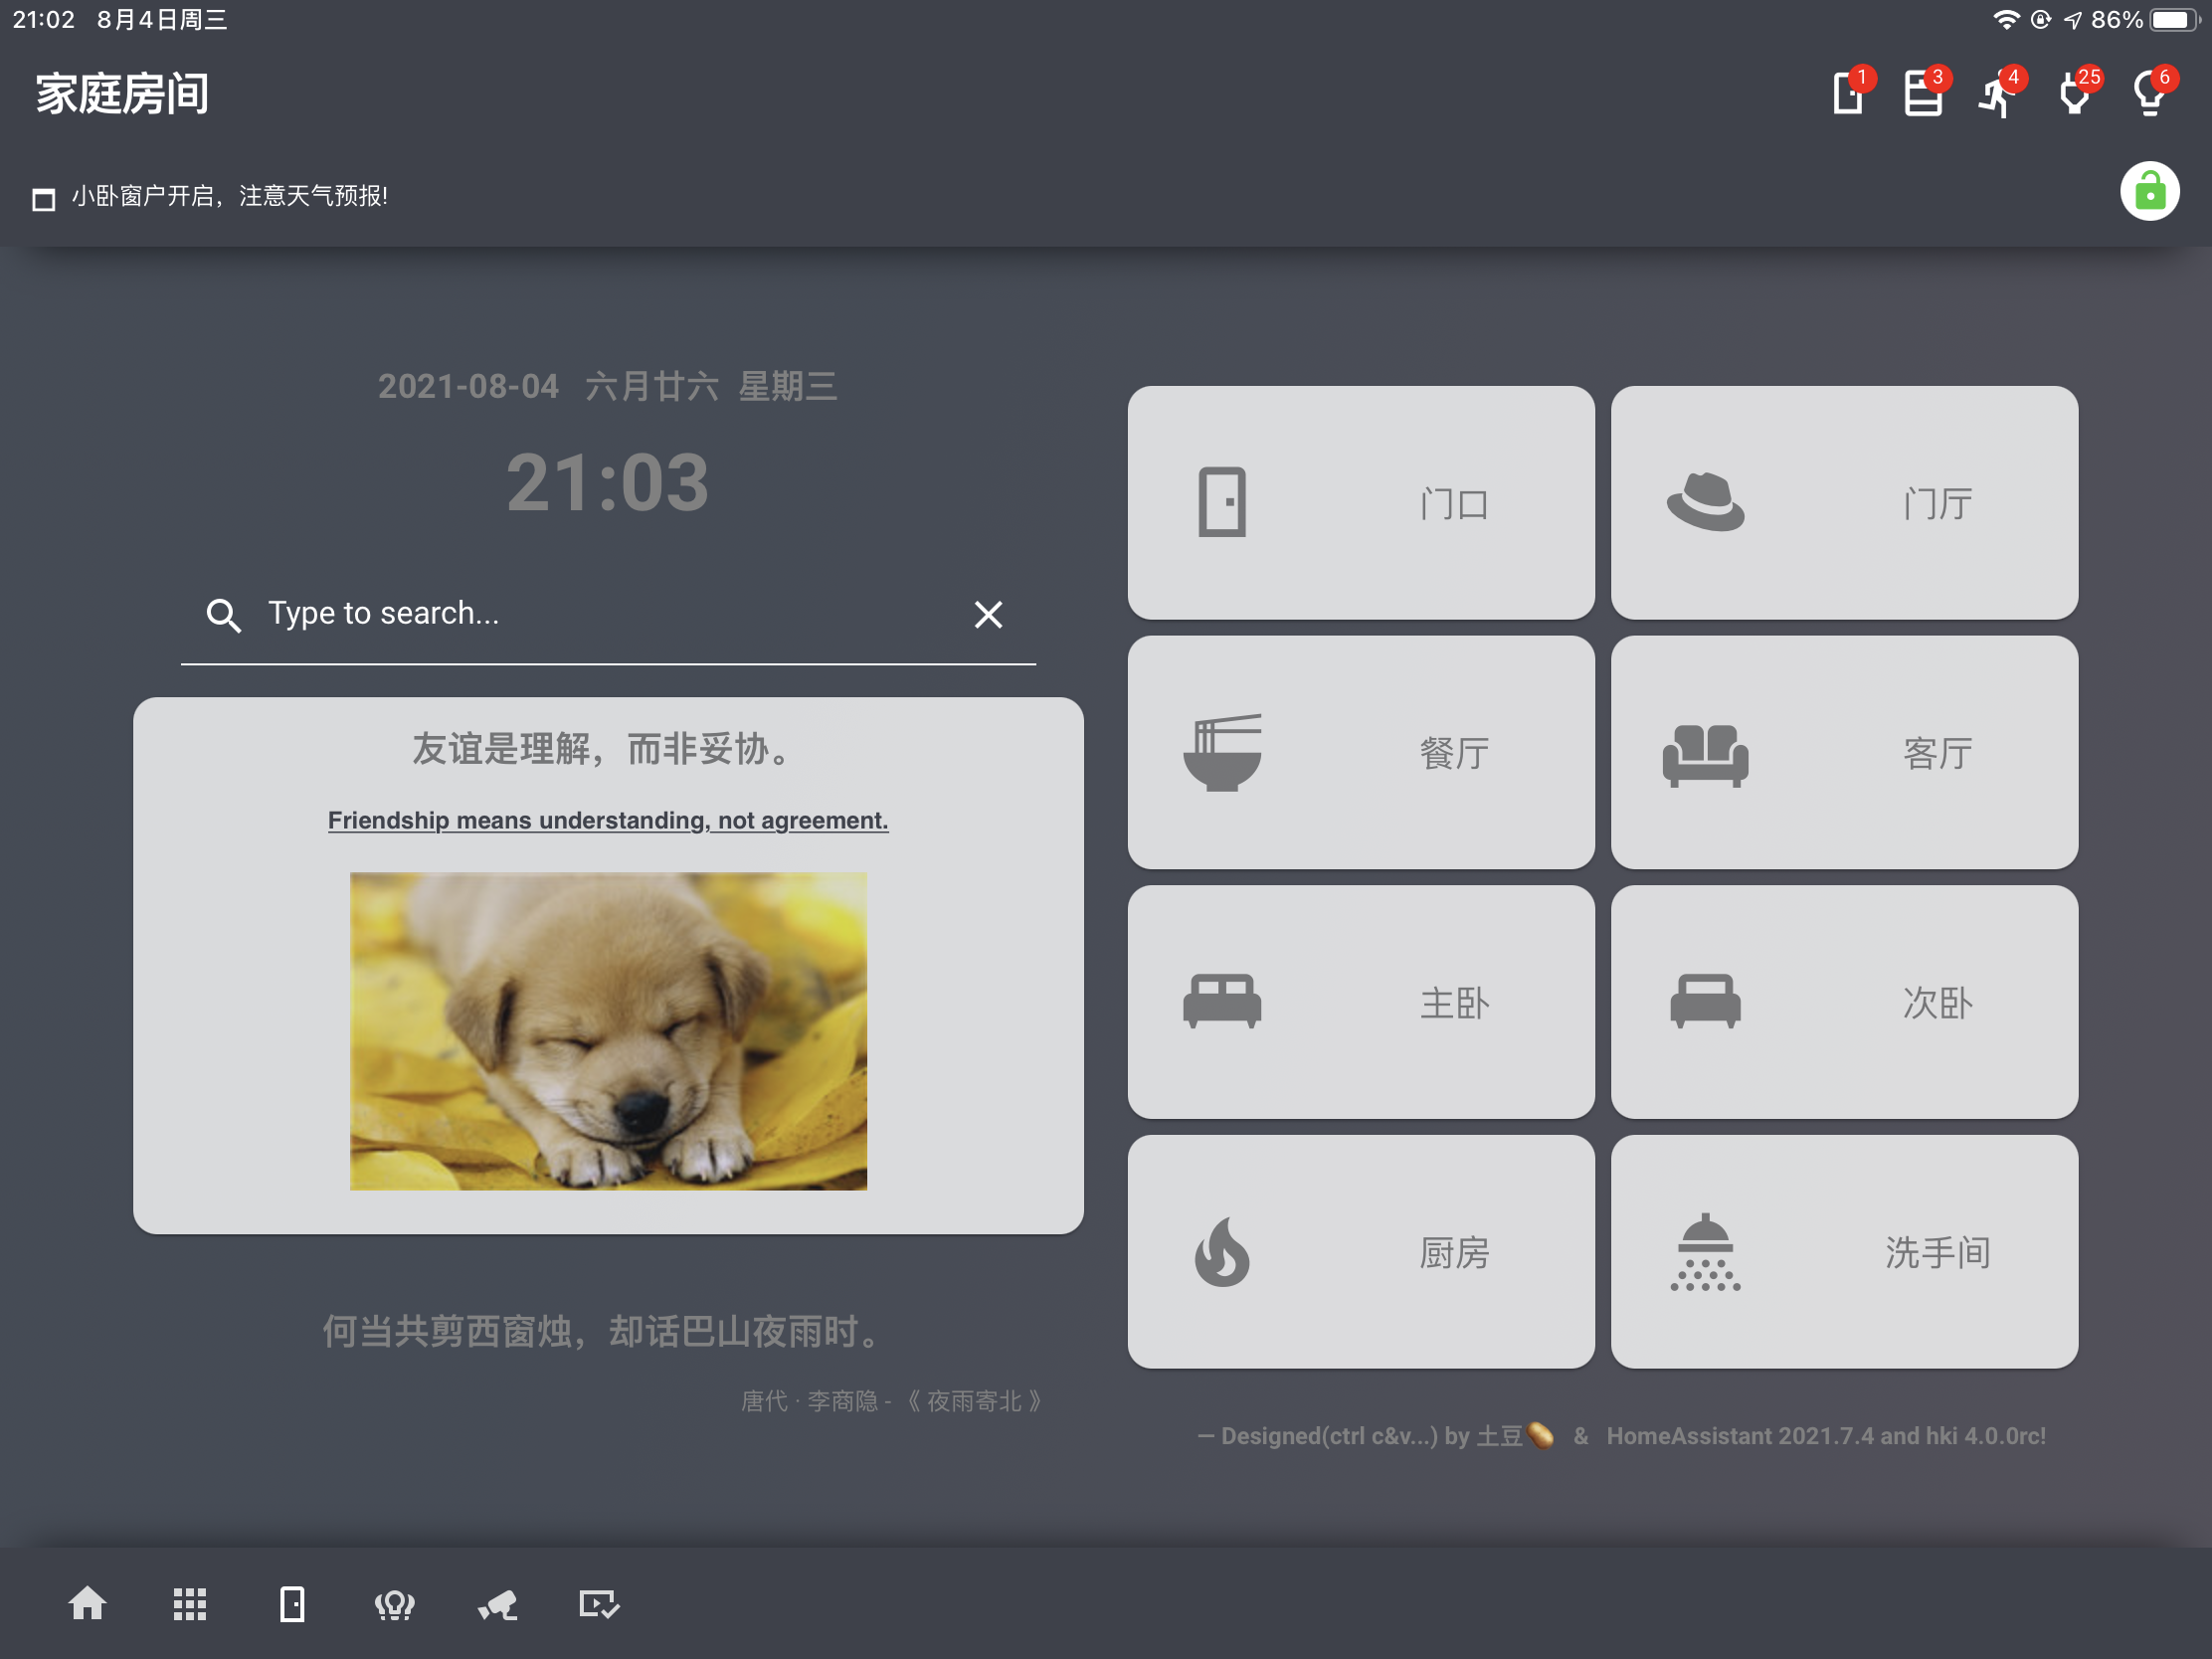 21:02 8月4日周三
86%
家庭房间
1 3 4 25 6
小卧窗户开启，注意天气预报!
2021-08-04 六月廿六 星期三
21:03
Type to search...
友谊是理解，而非妥协。
Friendship means understanding, not agreement.
何当共剪西窗烛，却话巴山夜雨时。
唐代 · 李商隐 - 《 夜雨寄北 》
门口
门厅
餐厅
客厅
主卧
次卧
厨房
洗手间
— Designed(ctrl c&v...) by 土豆🥔 & HomeAssistant 2021.7.4 and hki 4.0.0rc!